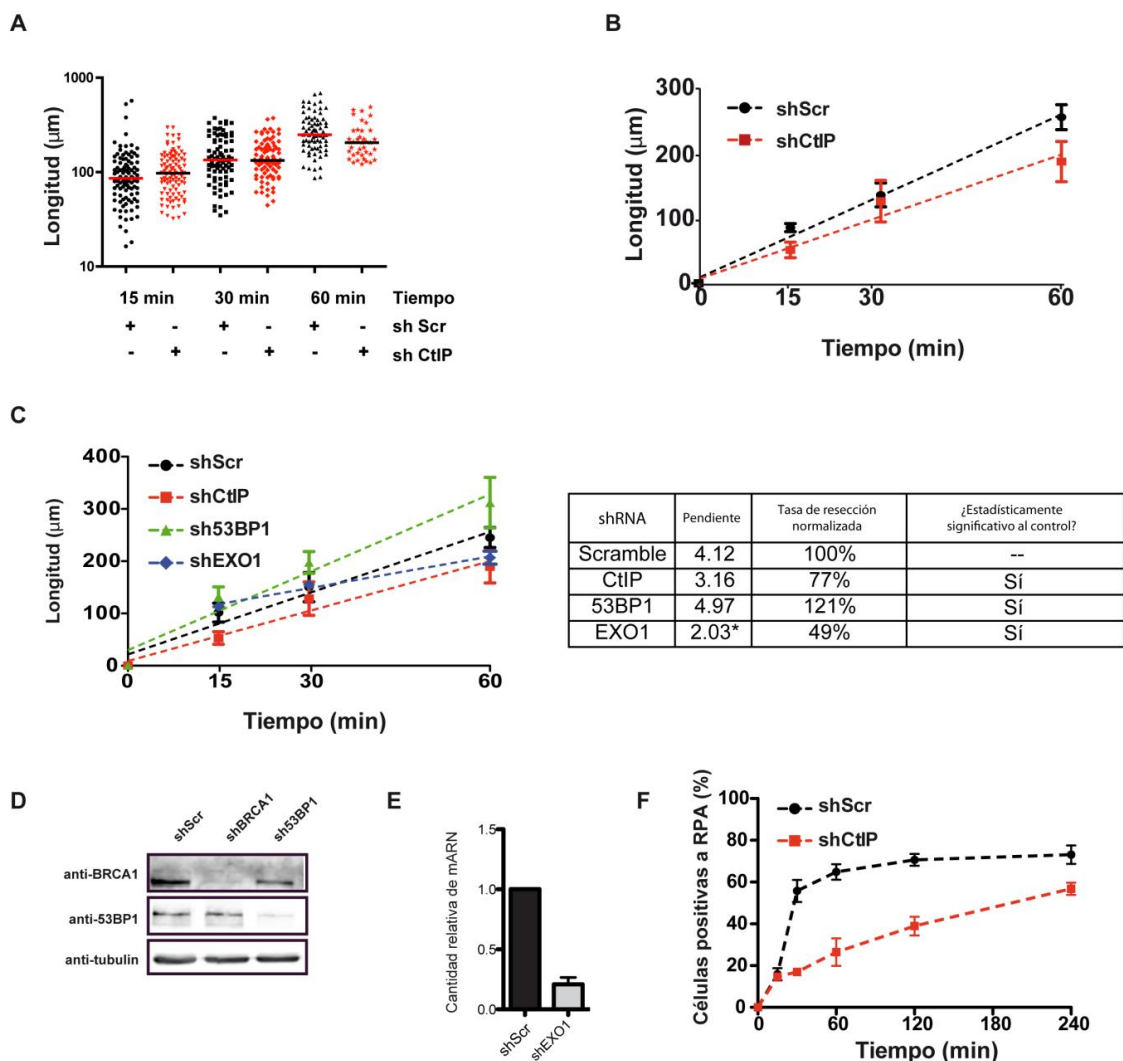 A
Longitud (μm)
1000
100
10
15 min 30 min 60 min Tiempo
+ - + - + - sh Scr
- + - + - + sh CtIP
B
Longitud (μm)
300
200
100
0
shScr
shCtIP
0 15 30 60
Tiempo (min)
C
Longitud (μm)
400
300
200
100
0
shScr
shCtIP
sh53BP1
shEXO1
0 15 30 60
Tiempo (min)
shRNA Pendiente Tasa de resección normalizada ¿Estadísticamente significativo al control?
Scramble 4.12 100% --
CtIP 3.16 77% Sí
53BP1 4.97 121% Sí
EXO1 2.03* 49% Sí
D
shScr shBRCA1 sh53BP1
anti-BRCA1
anti-53BP1
anti-tubulin
E
Cantidad relativa de mARN
1.5
1.0
0.5
0.0
shScr shEXO1
F
Células positivas a RPA (%)
100
80
60
40
20
0
shScr
shCtIP
0 60 120 240
Tiempo (min)